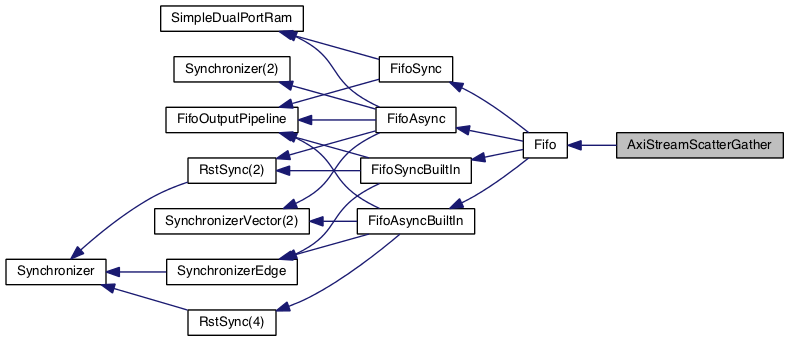 SimpleDualPortRam
Synchronizer(2)
FifoSync
FifoOutputPipeline
FifoAsync
Fifo
AxiStreamScatterGather
RstSync(2)
FifoSyncBuiltIn
SynchronizerVector(2)
FifoAsyncBuiltIn
Synchronizer
SynchronizerEdge
RstSync(4)